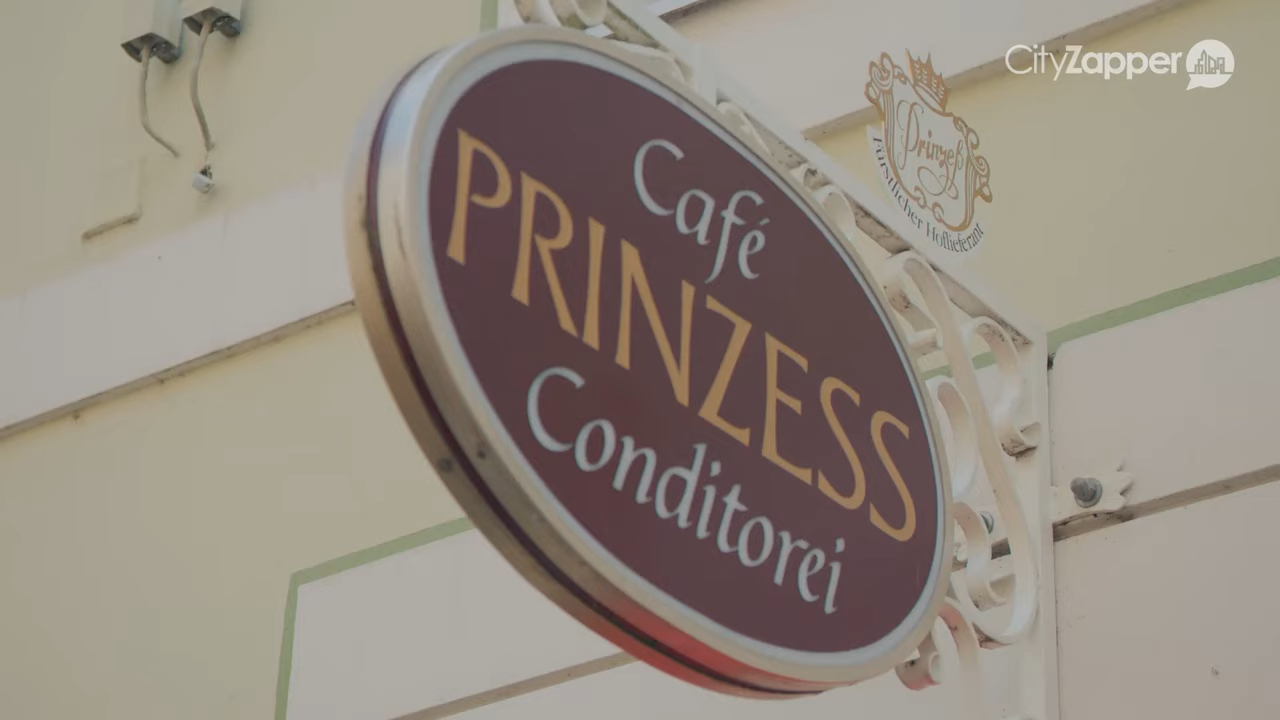 CityZapper
Prinzeß
Fürstlicher Hoflieferant
Café
PRINZESS
Conditorei